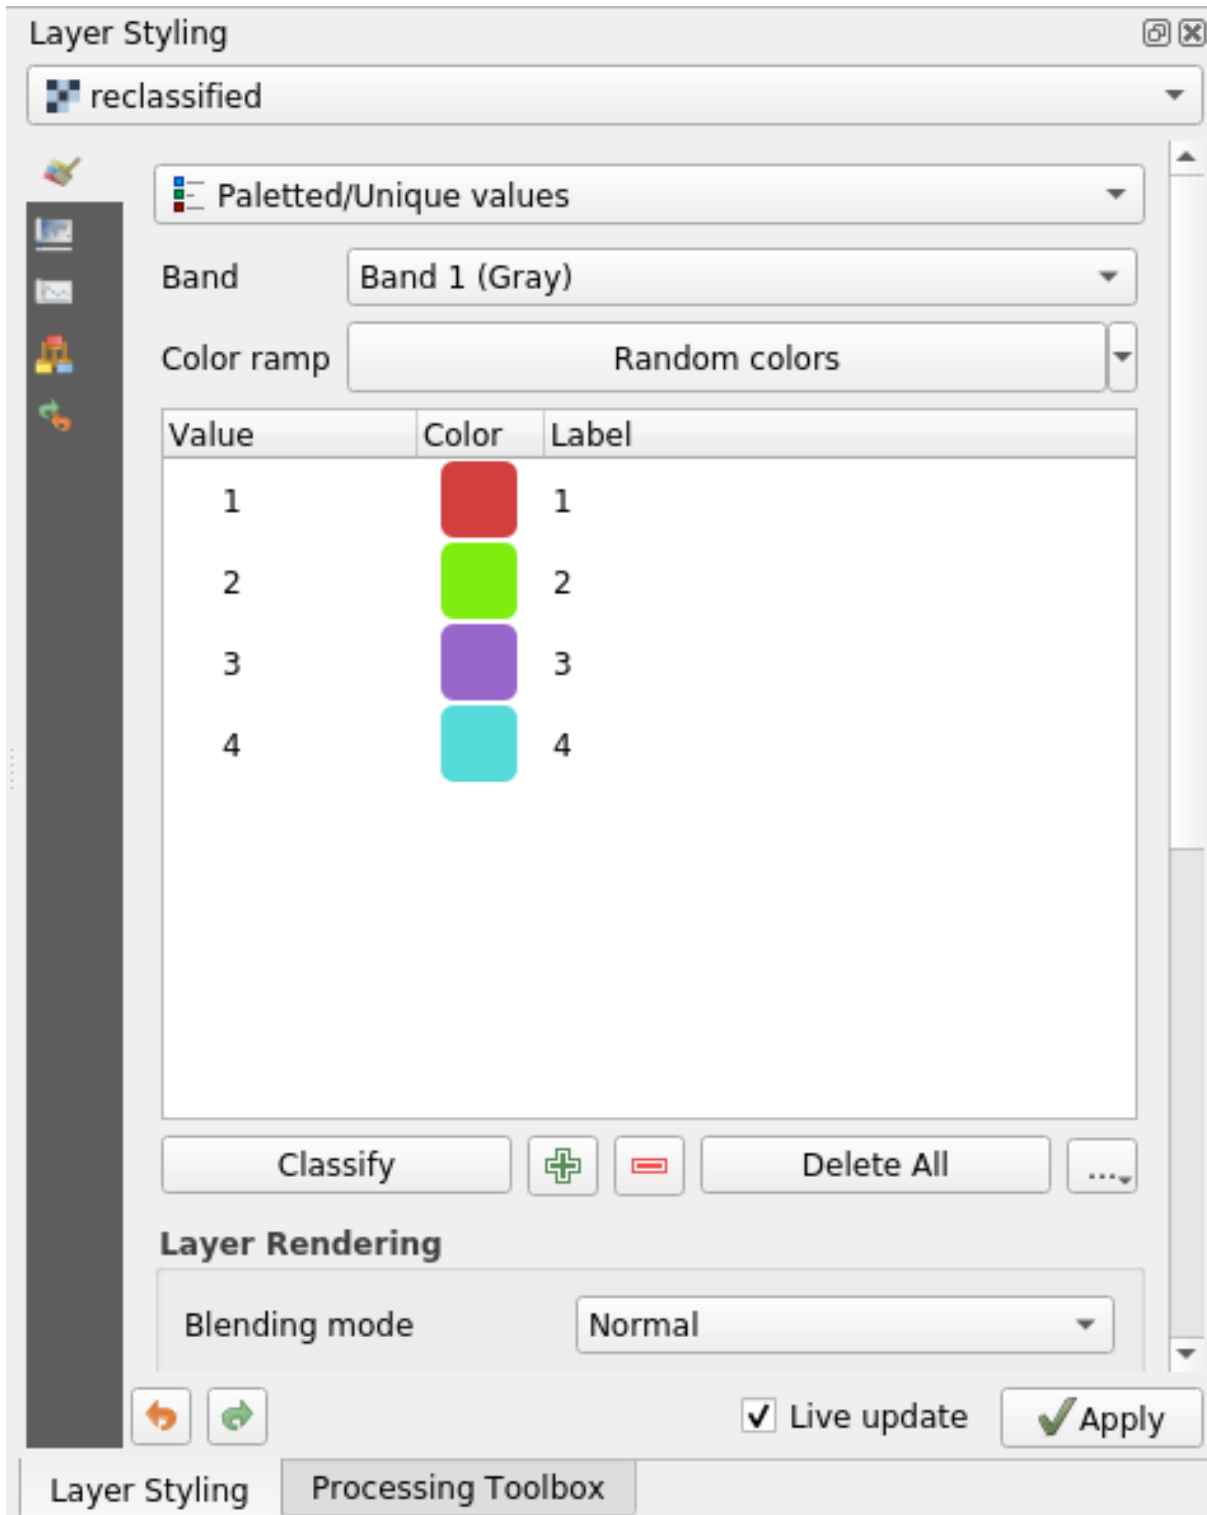 Layer Styling
reclassified
Paletted/Unique values
Band Band 1 (Gray)
Color ramp Random colors
Value Color Label
1 1
2 2
3 3
4 4
Classify Delete All ...
Layer Rendering
Blending mode Normal
Live update Apply
Layer Styling Processing Toolbox